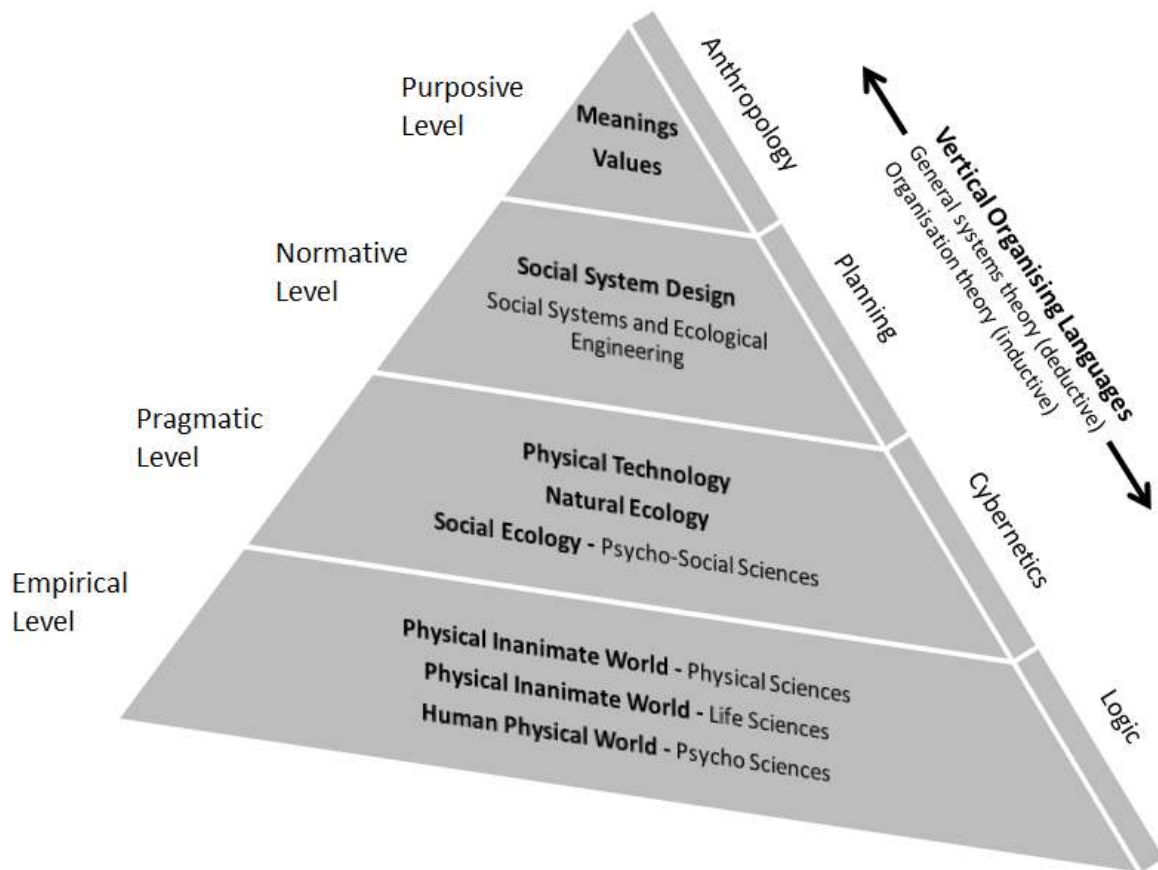 Purposive
Level
Meanings
Values
Anthropology
Normative
Level
Social System Design
Social Systems and Ecological
Engineering
Planning
Pragmatic
Level
Physical Technology
Natural Ecology
Social Ecology - Psycho-Social Sciences
Cybernetics
Empirical
Level
Physical Inanimate World - Physical Sciences
Physical Inanimate World - Life Sciences
Human Physical World - Psycho Sciences
Logic
Vertical Organising Languages
General systems theory (deductive)
Organisation theory (inductive)